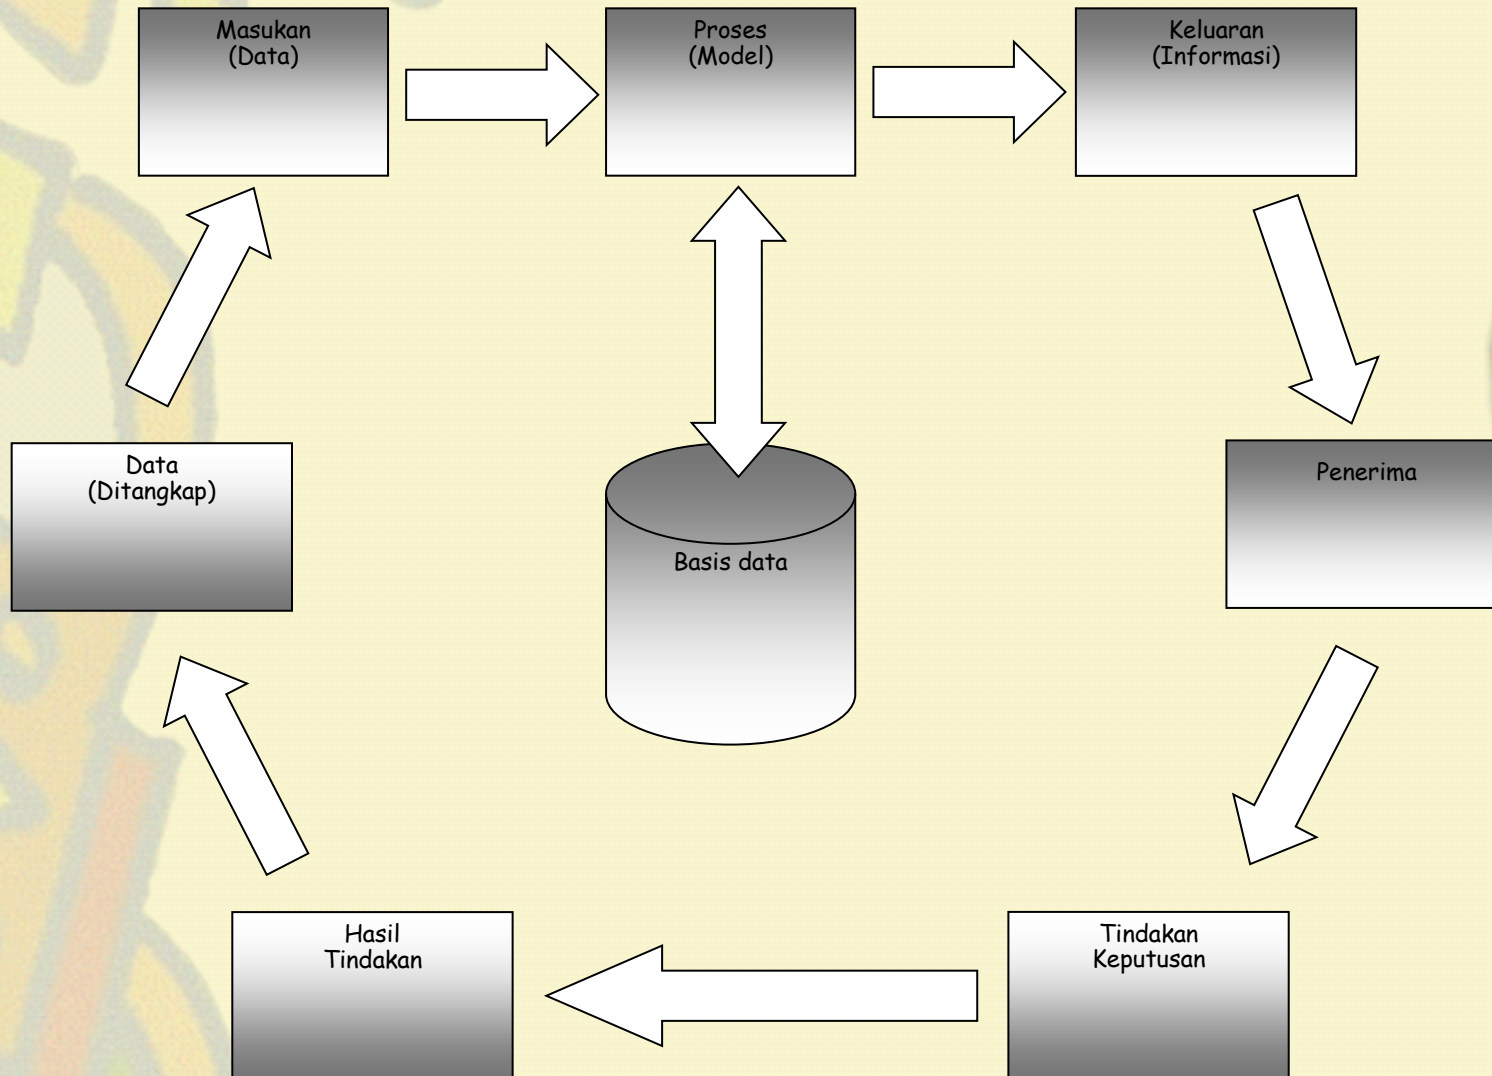 Masukan
(Data)
Proses
(Model)
Keluaran
(Informasi)
Data
(Ditangkap)
Basis data
Penerima
Hasil
Tindakan
Tindakan
Keputusan